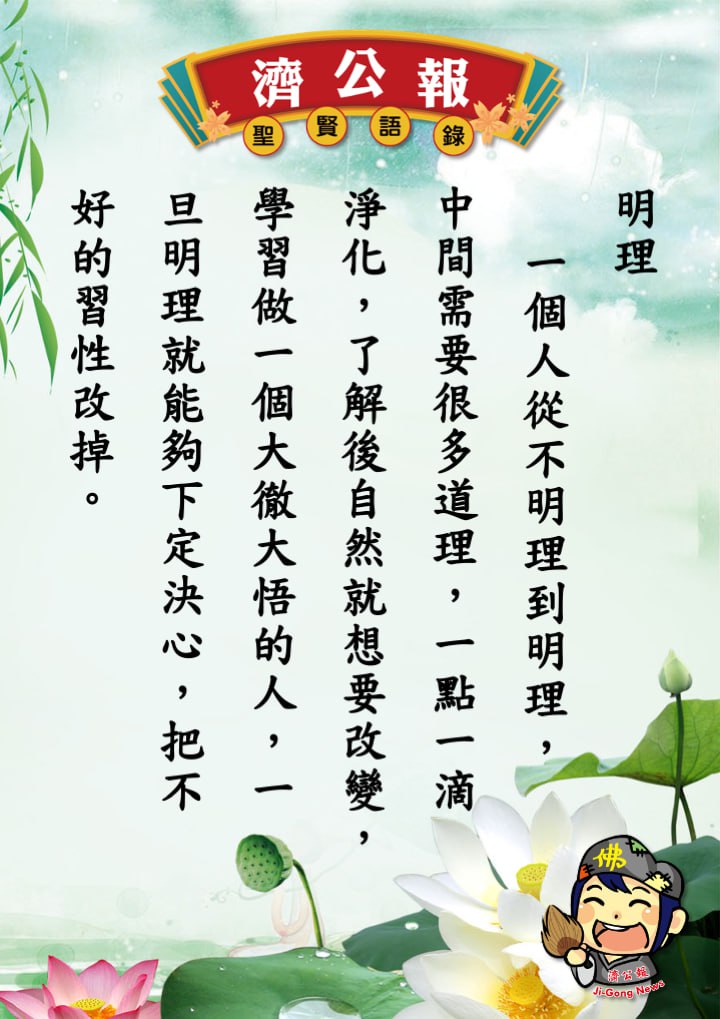 濟公報
聖賢語錄
明理
一個人從不明理到明理，
中間需要很多道理，一點一滴
淨化，了解後自然就想要改變，
學習做一個大徹大悟的人，一
旦明理就能夠下定決心，把不
好的習性改掉。
佛
濟公報
Ji-Gong News